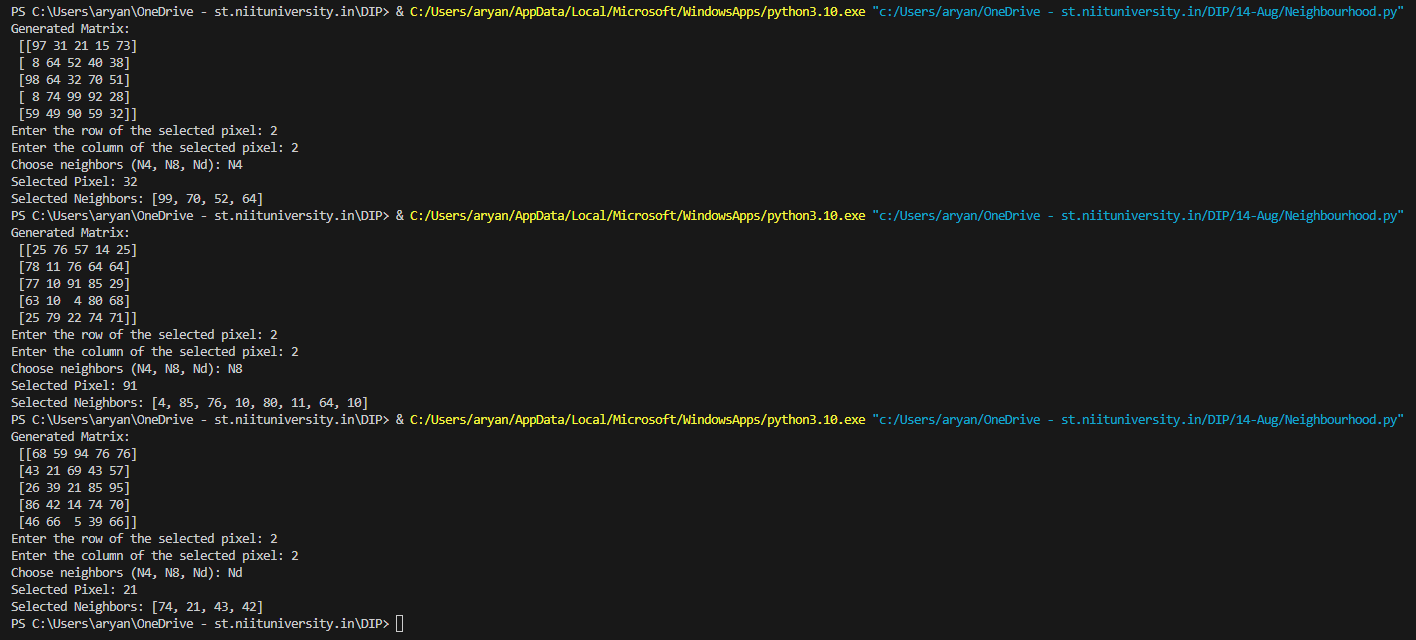 PS C:\Users\aryan\OneDrive - st.niituniversity.in\DIP> & C:/Users/aryan/AppData/Local/Microsoft/WindowsApps/python3.10.exe "c:/Users/aryan/OneDrive - st.niituniversity.in/DIP/14-Aug/Neighbourhood.py"
Generated Matrix:
 [[97 31 21 15 73]
 [ 8 64 52 40 38]
 [98 64 32 70 51]
 [ 8 74 99 92 28]
 [59 49 90 59 32]]
Enter the row of the selected pixel: 2
Enter the column of the selected pixel: 2
Choose neighbors (N4, N8, Nd): N4
Selected Pixel: 32
Selected Neighbors: [99, 70, 52, 64]
PS C:\Users\aryan\OneDrive - st.niituniversity.in\DIP> & C:/Users/aryan/AppData/Local/Microsoft/WindowsApps/python3.10.exe "c:/Users/aryan/OneDrive - st.niituniversity.in/DIP/14-Aug/Neighbourhood.py"
Generated Matrix:
 [[25 76 57 14 25]
 [78 11 76 64 64]
 [77 10 91 85 29]
 [63 10  4 80 68]
 [25 79 22 74 71]]
Enter the row of the selected pixel: 2
Enter the column of the selected pixel: 2
Choose neighbors (N4, N8, Nd): N8
Selected Pixel: 91
Selected Neighbors: [4, 85, 76, 10, 80, 11, 64, 10]
PS C:\Users\aryan\OneDrive - st.niituniversity.in\DIP> & C:/Users/aryan/AppData/Local/Microsoft/WindowsApps/python3.10.exe "c:/Users/aryan/OneDrive - st.niituniversity.in/DIP/14-Aug/Neighbourhood.py"
Generated Matrix:
 [[68 59 94 76 76]
 [43 21 69 43 57]
 [26 39 21 85 95]
 [86 42 14 74 70]
 [46 66  5 39 66]]
Enter the row of the selected pixel: 2
Enter the column of the selected pixel: 2
Choose neighbors (N4, N8, Nd): Nd
Selected Pixel: 21
Selected Neighbors: [74, 21, 43, 42]
PS C:\Users\aryan\OneDrive - st.niituniversity.in\DIP>